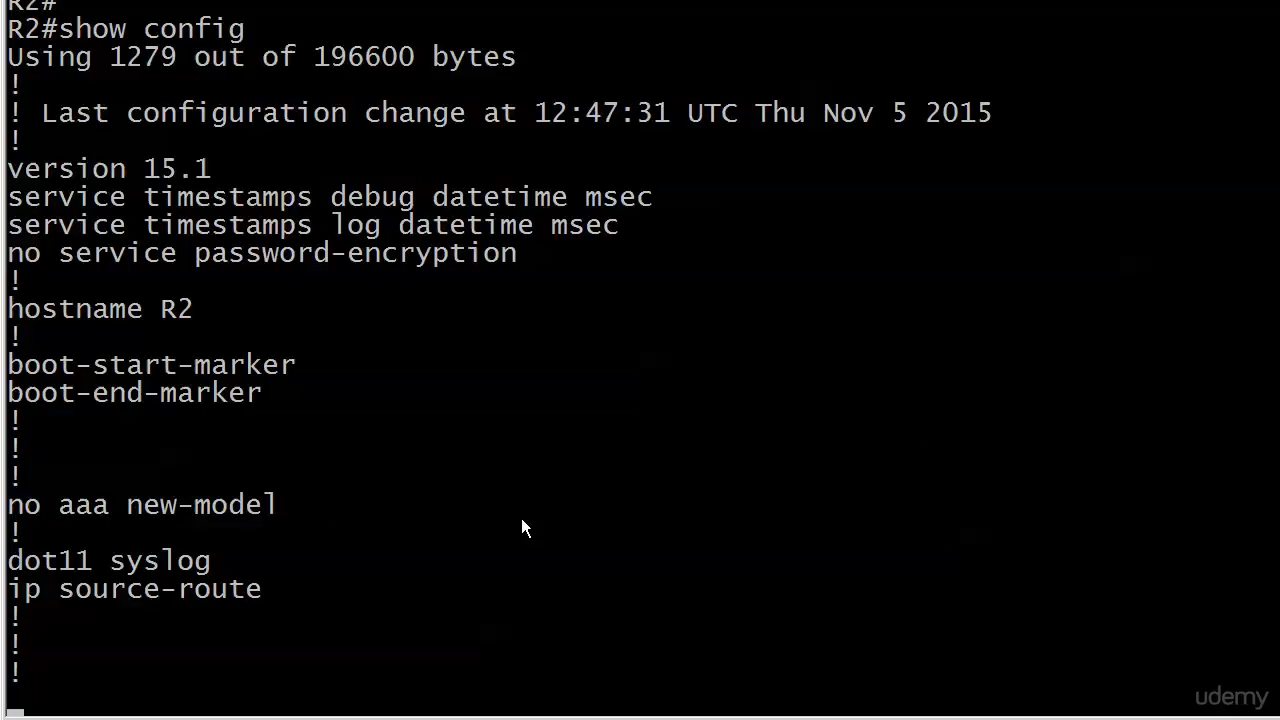 R2#
R2#show config
Using 1279 out of 196600 bytes
!
! Last configuration change at 12:47:31 UTC Thu Nov 5 2015
!
version 15.1
service timestamps debug datetime msec
service timestamps log datetime msec
no service password-encryption
!
hostname R2
!
boot-start-marker
boot-end-marker
!
!
!
no aaa new-model
!
dot11 syslog
ip source-route
!
!
!
udemy